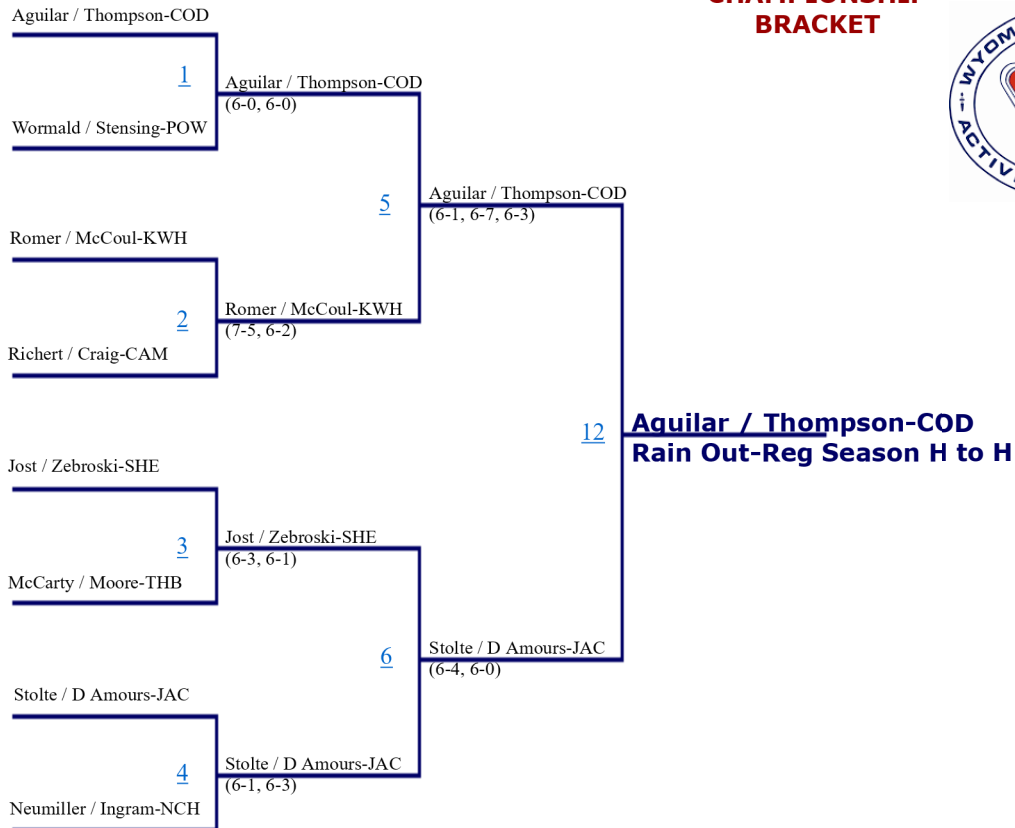 CHAMPIONSHIP
BRACKET
Aguilar / Thompson-COD
1
Aguilar / Thompson-COD
(6-0, 6-0)
Wormald / Stensing-POW
5
Aguilar / Thompson-COD
(6-1, 6-7, 6-3)
Romer / McCoul-KWH
2
Romer / McCoul-KWH
(7-5, 6-2)
Richert / Craig-CAM
12
Aguilar / Thompson-COD
Rain Out-Reg Season H to H
Jost / Zebroski-SHE
3
Jost / Zebroski-SHE
(6-3, 6-1)
McCarty / Moore-THB
6
Stolte / D Amours-JAC
(6-4, 6-0)
Stolte / D Amours-JAC
4
Stolte / D Amours-JAC
(6-1, 6-3)
Neumiller / Ingram-NCH
WYOM
ACTIVI